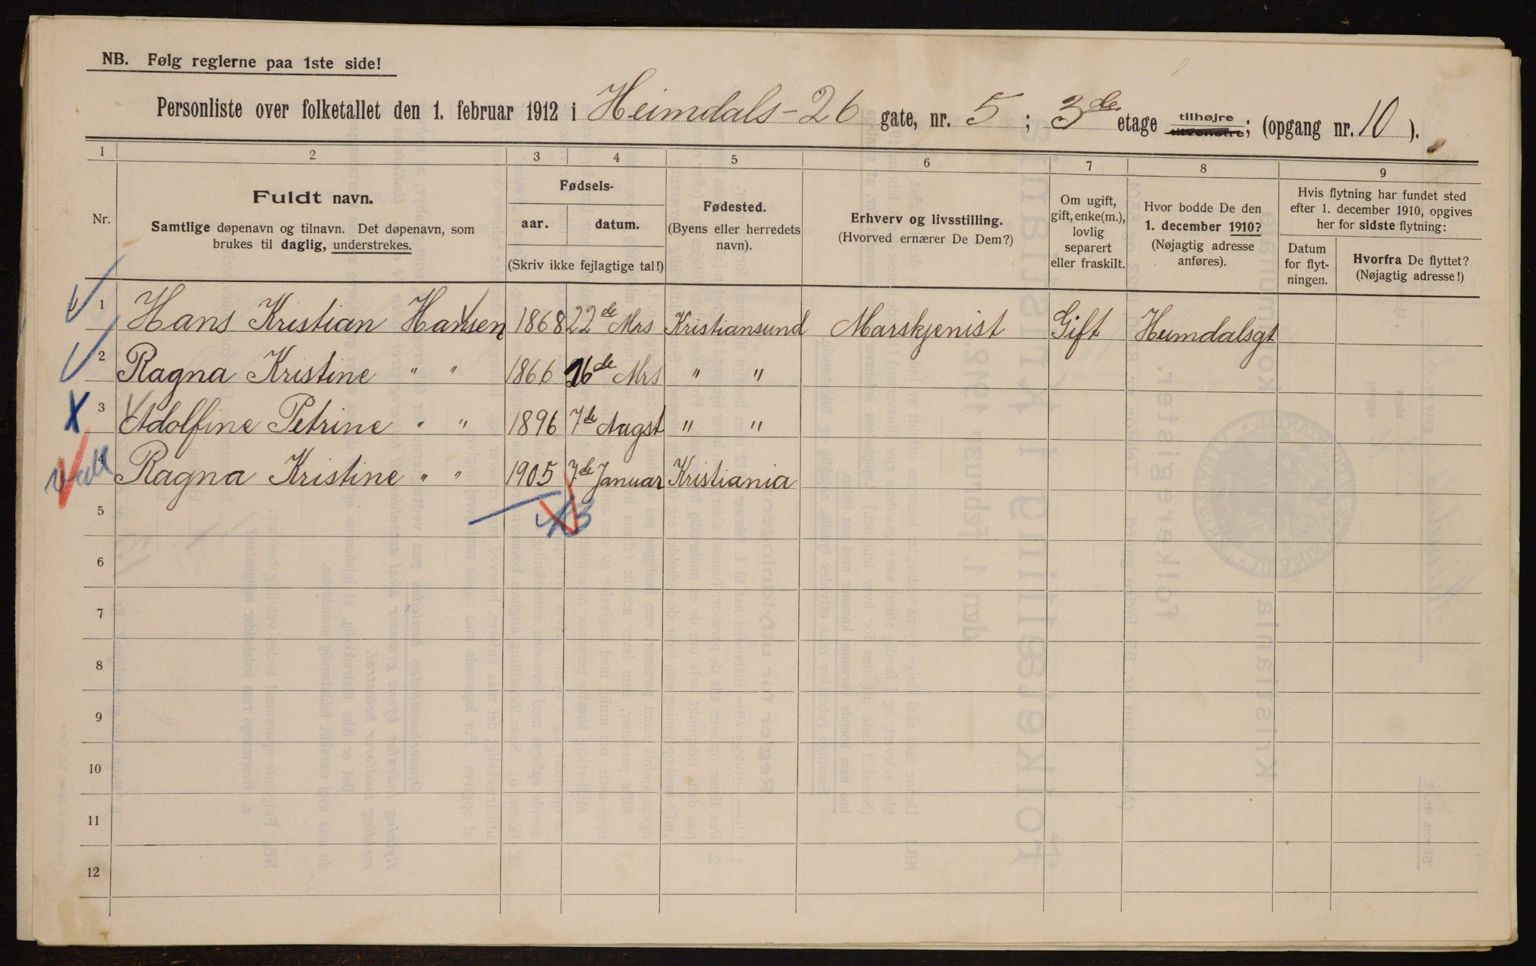 NB. Følg reglerne paa 1ste side!
Personliste over folketallet den 1. februar 1912 i Heimdals-26 gate, nr. 5 ; 3de etage tilhøjre tilvenstre; (opgang nr. 10 ).
1 2 3 4 5 6 7 8 9
Nr.
Fuldt navn.
Samtlige døpenavn og tilnavn. Det døpenavn, som
brukes til daglig, understrekes.
Fødsels-
aar. datum.
(Skriv ikke fejlagtige tal!)
Fødested.
(Byens eller herredets
navn).
Erhverv og livsstilling.
(Hvorved ernærer De Dem?)
Om ugift,
gift, enke(m.),
lovlig
separert
eller fraskilt.
Hvor bodde De den
1. december 1910?
(Nøjagtig adresse
anføres).
Hvis flytning har fundet sted
efter 1. december 1910, opgives
her for sidste flytning:
Datum
for flyt-
ningen.
Hvorfra De flyttet?
(Nøjagtig adresse!)
1 Hans Kristian Hansen 1868 22de Mrs Kristiansund Marskjenist Gift Heimdalsgt
2 Ragna Kristine " " 1866 26de Mrs " "
3 Adolfine Petrine " " 1896 7de Augst " "
4 Ragna Kristine " " 1905 7de Januar Kristiania
5
6
7
8
9
10
11
12